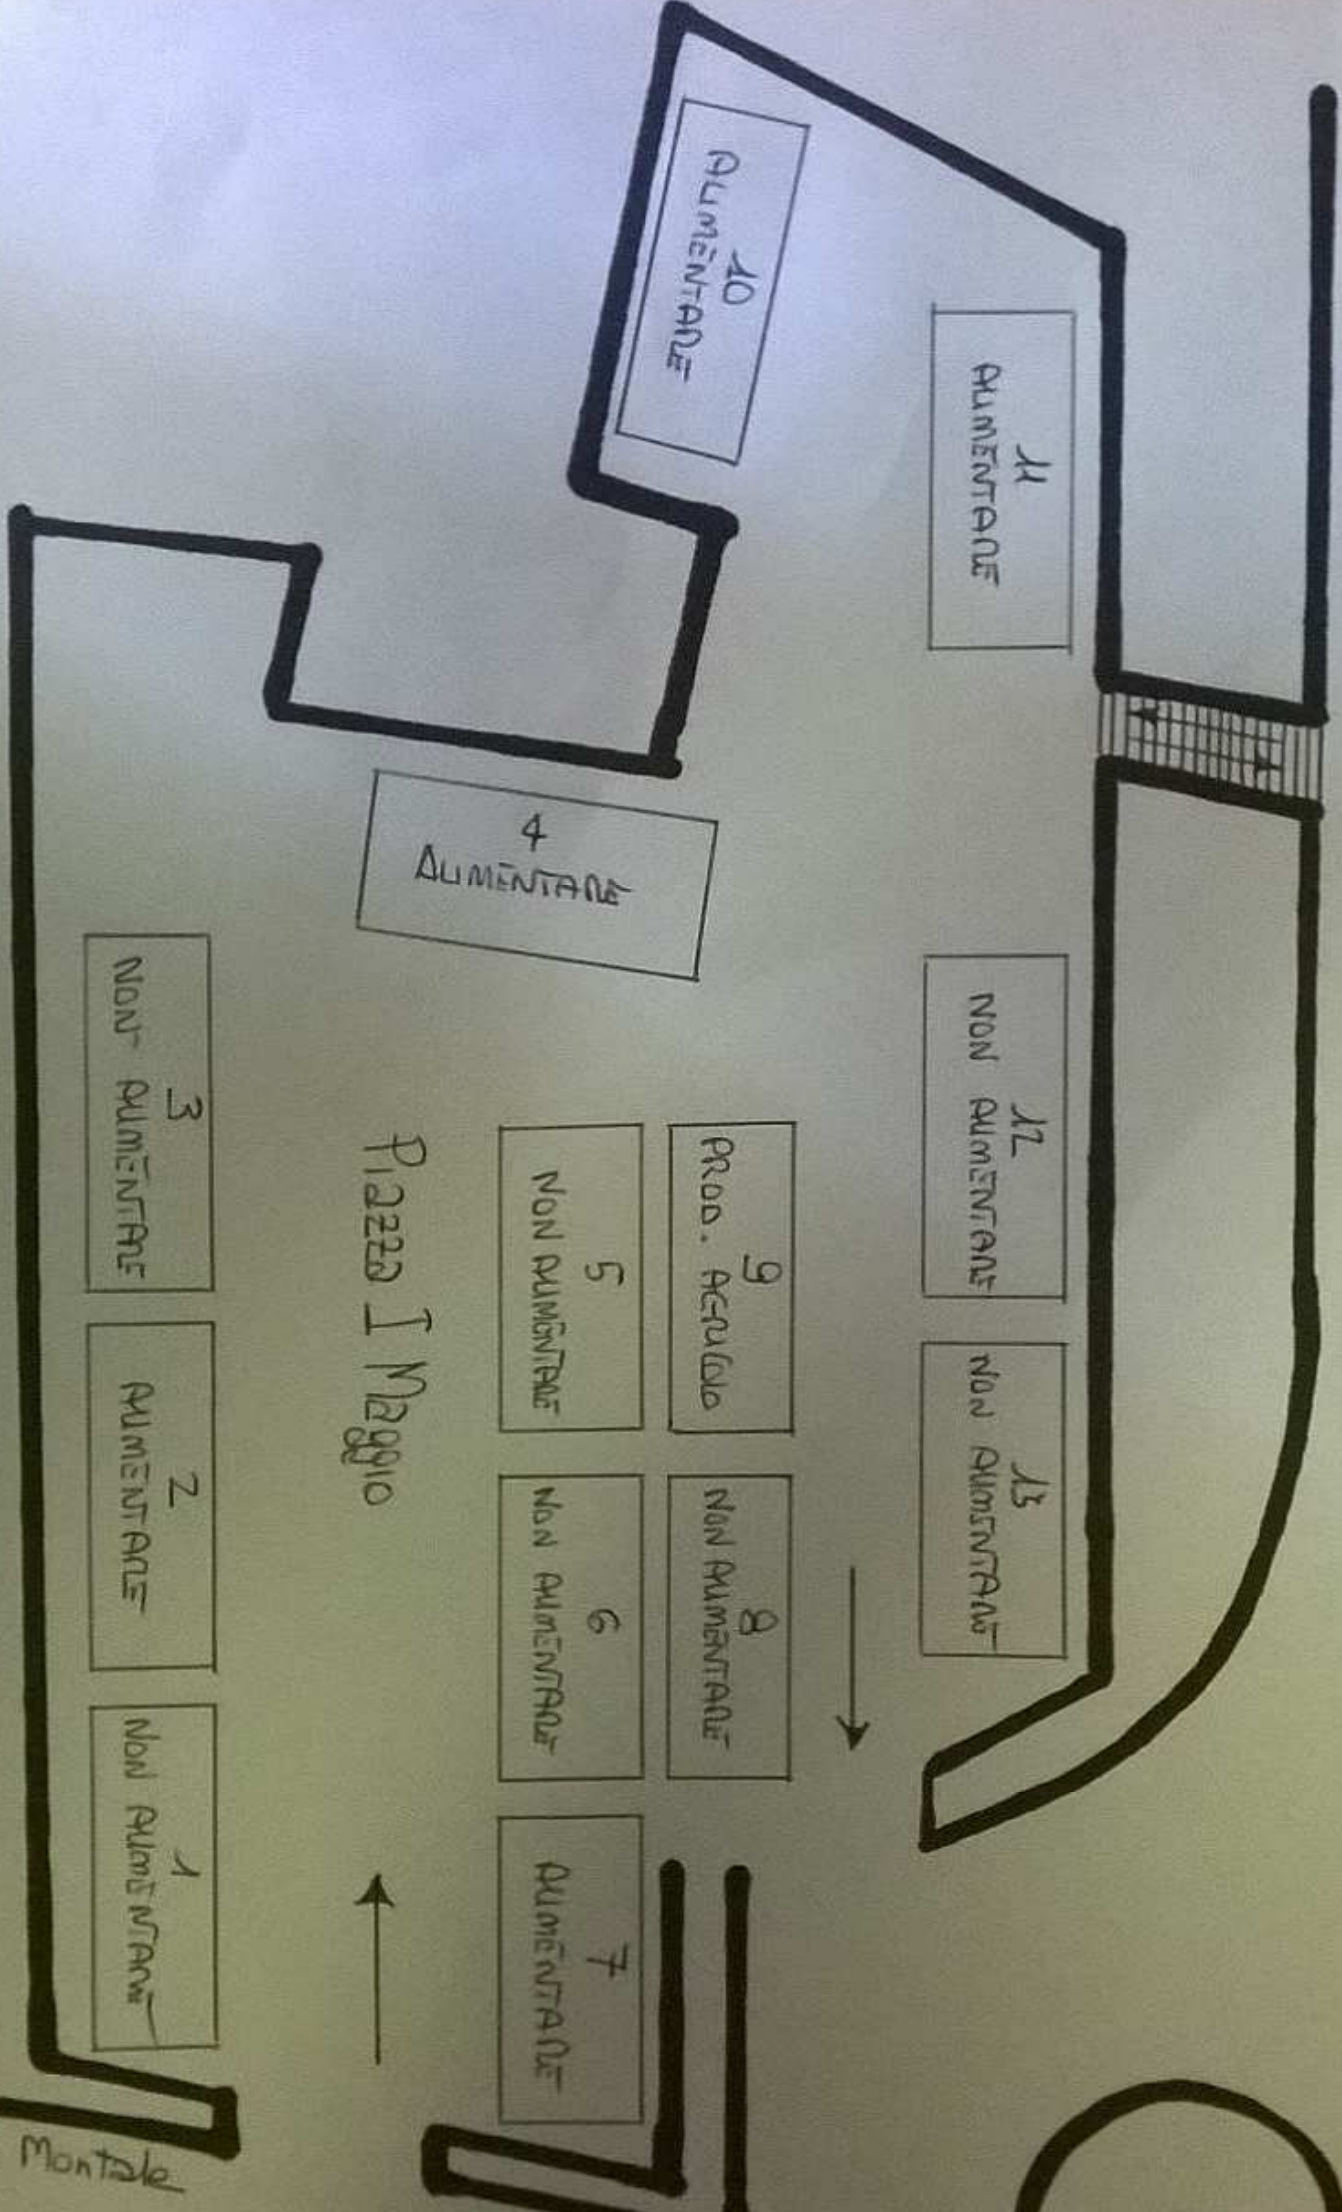 10
ALIMENTARE
11
ALIMENTARE
4
ALIMENTARE
3
NON ALIMENTARE
2
ALIMENTARE
1
NON ALIMENTARE
Piazza I Maggio
5
NON ALIMENTARE
6
NON ALIMENTARE
7
ALIMENTARE
9
PROD. AGRICOLO
8
NON ALIMENTARE
12
NON ALIMENTARE
13
NON ALIMENTARE
Montale